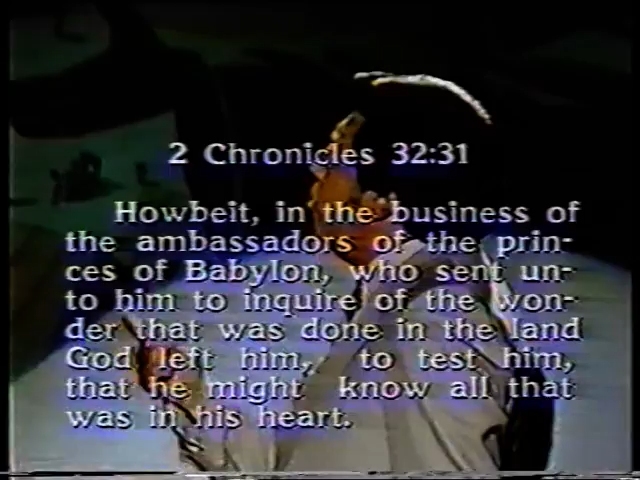 2 Chronicles 32:31
Howbeit, in the business of
the ambassadors of the prin-
ces of Babylon, who sent un-
to him to inquire of the won-
der that was done in the land
God left him, to test him,
that he might know all that
was in his heart.